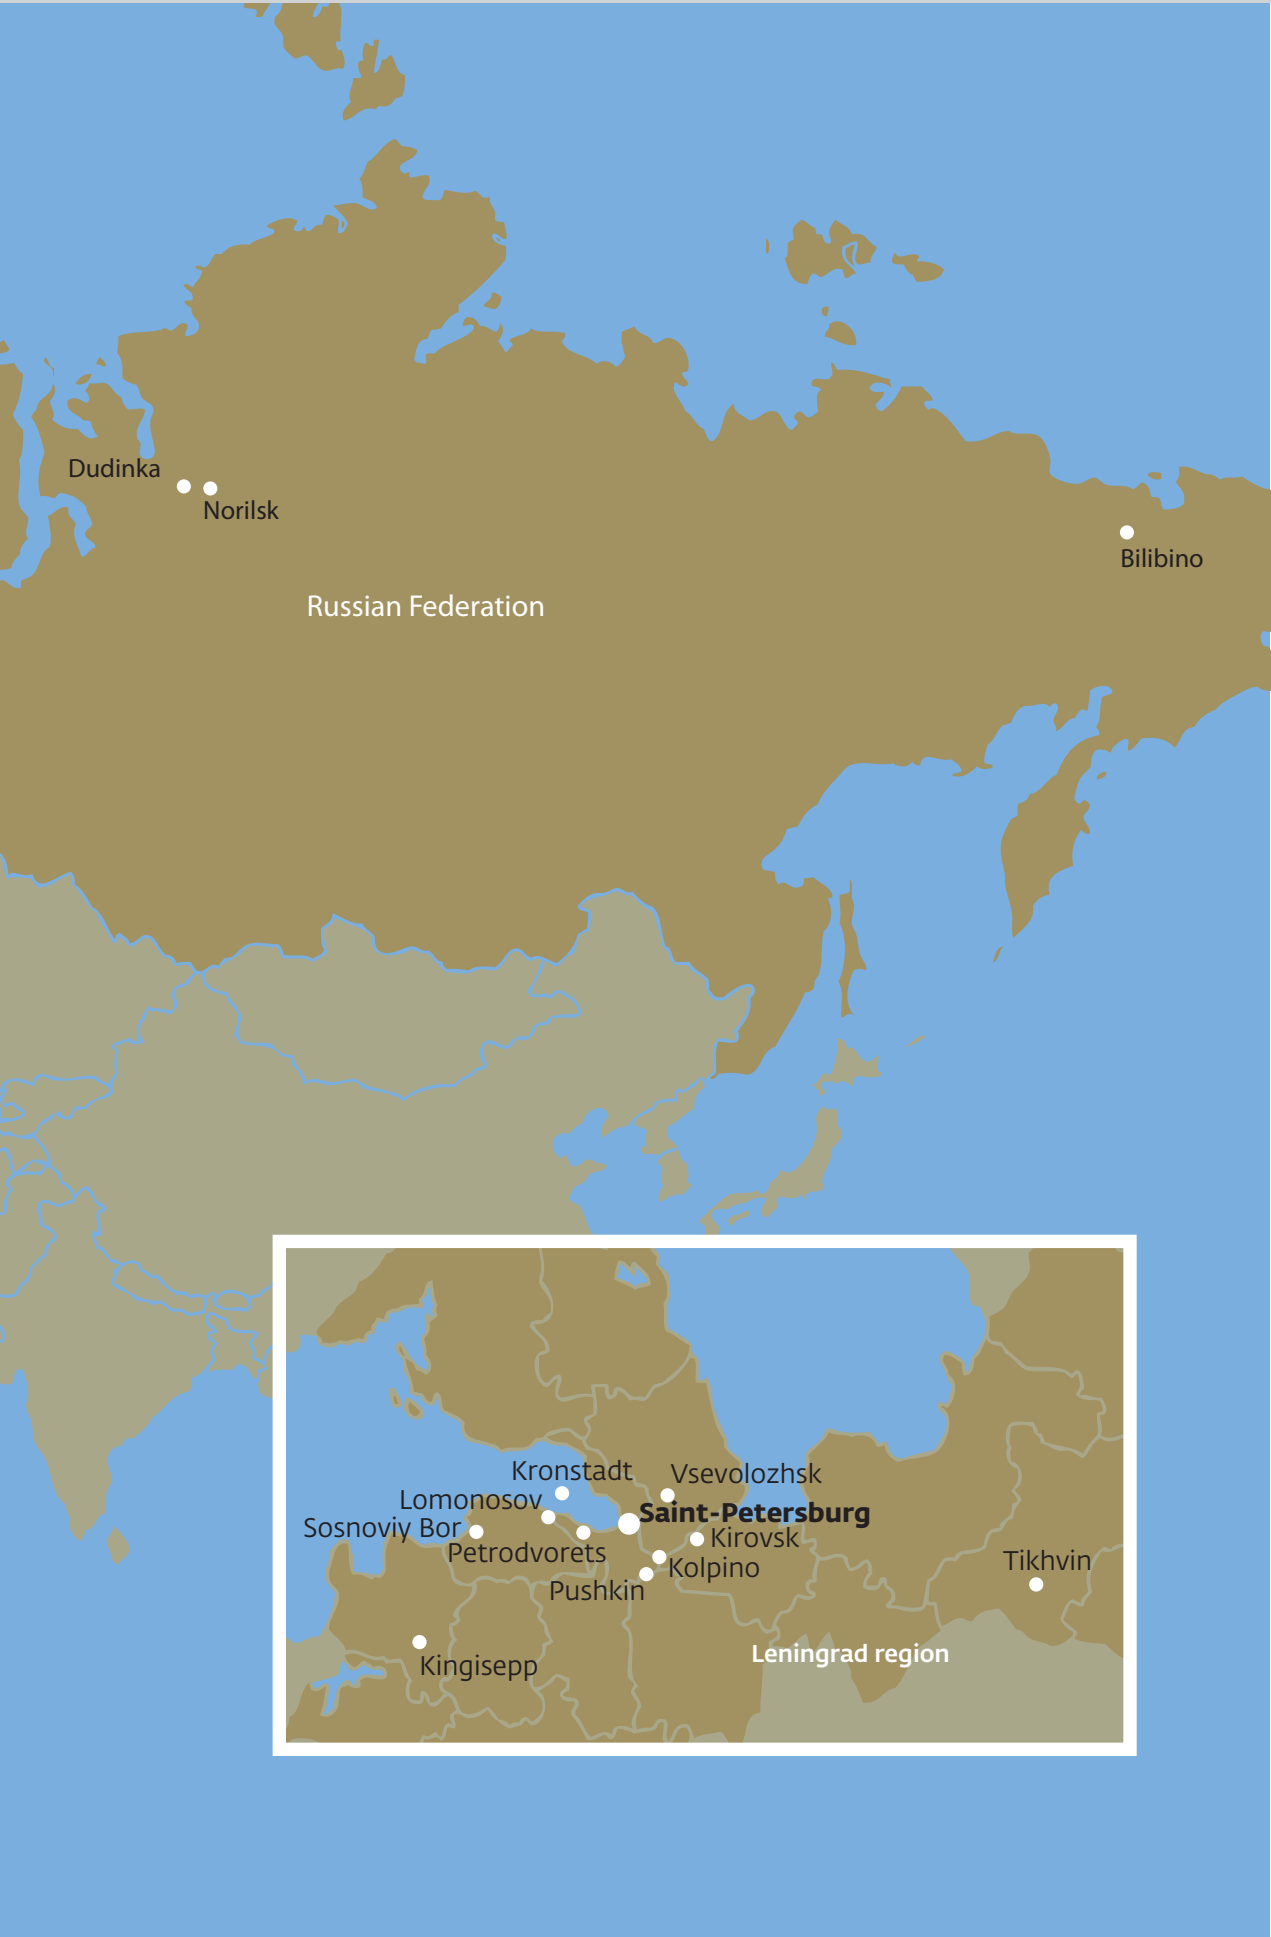 Dudinka
Norilsk
Bilibino
Russian Federation
Kronstadt
Vsevolozhsk
Lomonosov
Saint-Petersburg
Sosnoviy Bor
Kirovsk
Petrodvorets
Tikhvin
Kolpino
Pushkin
Leningrad region
Kingisepp